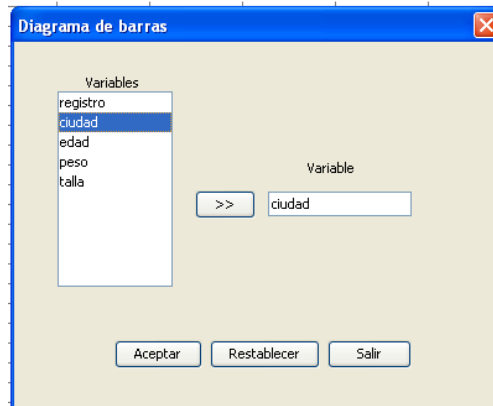 Diagrama de barras
Variables
registro
ciudad
edad
peso
talla
Variable
>>
ciudad
Aceptar
Restablecer
Salir